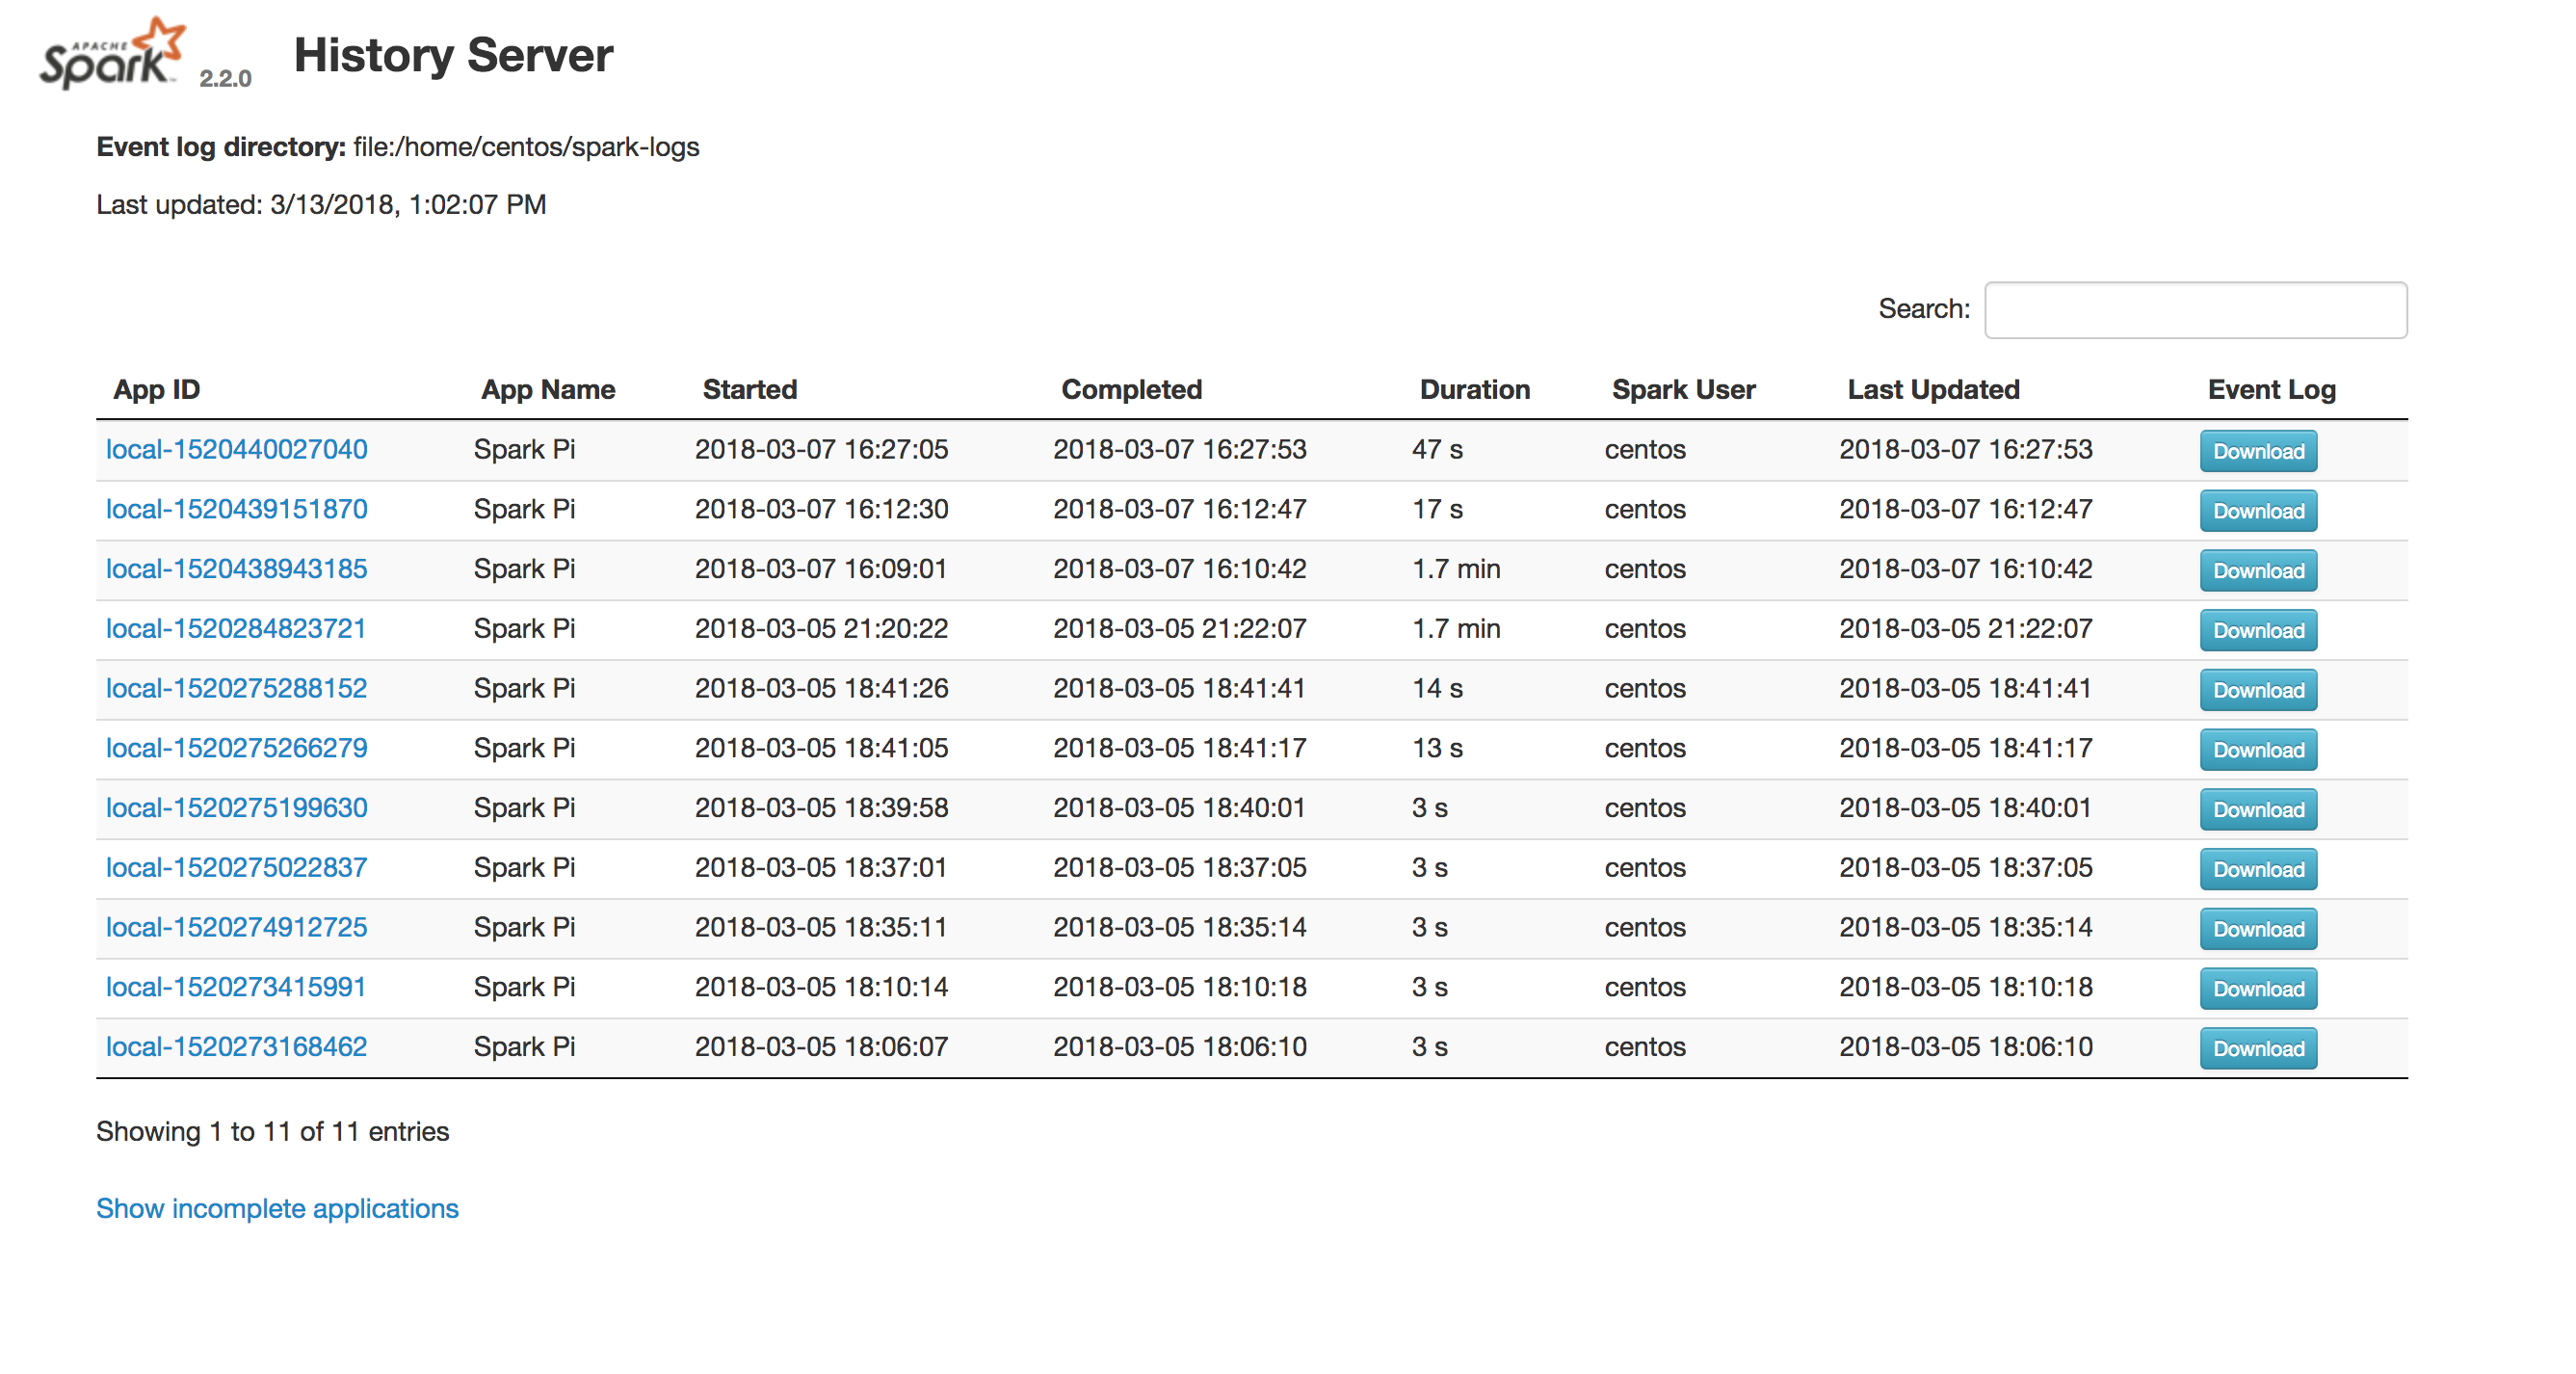 APACHE
Spark™ 2.2.0 History Server
Event log directory: file:/home/centos/spark-logs
Last updated: 3/13/2018, 1:02:07 PM
Search:
App ID App Name Started Completed Duration Spark User Last Updated Event Log
local-1520440027040 Spark Pi 2018-03-07 16:27:05 2018-03-07 16:27:53 47 s centos 2018-03-07 16:27:53 Download
local-1520439151870 Spark Pi 2018-03-07 16:12:30 2018-03-07 16:12:47 17 s centos 2018-03-07 16:12:47 Download
local-1520438943185 Spark Pi 2018-03-07 16:09:01 2018-03-07 16:10:42 1.7 min centos 2018-03-07 16:10:42 Download
local-1520284823721 Spark Pi 2018-03-05 21:20:22 2018-03-05 21:22:07 1.7 min centos 2018-03-05 21:22:07 Download
local-1520275288152 Spark Pi 2018-03-05 18:41:26 2018-03-05 18:41:41 14 s centos 2018-03-05 18:41:41 Download
local-1520275266279 Spark Pi 2018-03-05 18:41:05 2018-03-05 18:41:17 13 s centos 2018-03-05 18:41:17 Download
local-1520275199630 Spark Pi 2018-03-05 18:39:58 2018-03-05 18:40:01 3 s centos 2018-03-05 18:40:01 Download
local-1520275022837 Spark Pi 2018-03-05 18:37:01 2018-03-05 18:37:05 3 s centos 2018-03-05 18:37:05 Download
local-1520274912725 Spark Pi 2018-03-05 18:35:11 2018-03-05 18:35:14 3 s centos 2018-03-05 18:35:14 Download
local-1520273415991 Spark Pi 2018-03-05 18:10:14 2018-03-05 18:10:18 3 s centos 2018-03-05 18:10:18 Download
local-1520273168462 Spark Pi 2018-03-05 18:06:07 2018-03-05 18:06:10 3 s centos 2018-03-05 18:06:10 Download
Showing 1 to 11 of 11 entries
Show incomplete applications